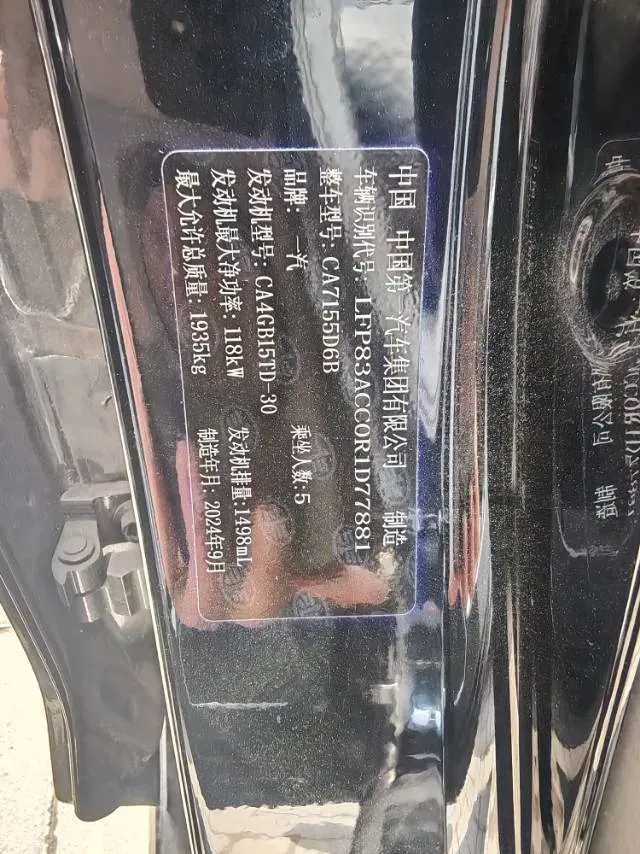 中国 中国第一汽车集团有限公司 制造
车辆识别代号: LFP83ACC0R1D77881
整车型号: CA7155D6B
品牌: 一汽 乘坐人数: 5
发动机型号: CA4GB15TD-30 发动机排量: 1498mL
发动机最大净功率: 118kW 制造年月: 2024年9月
最大允许总质量: 1935kg